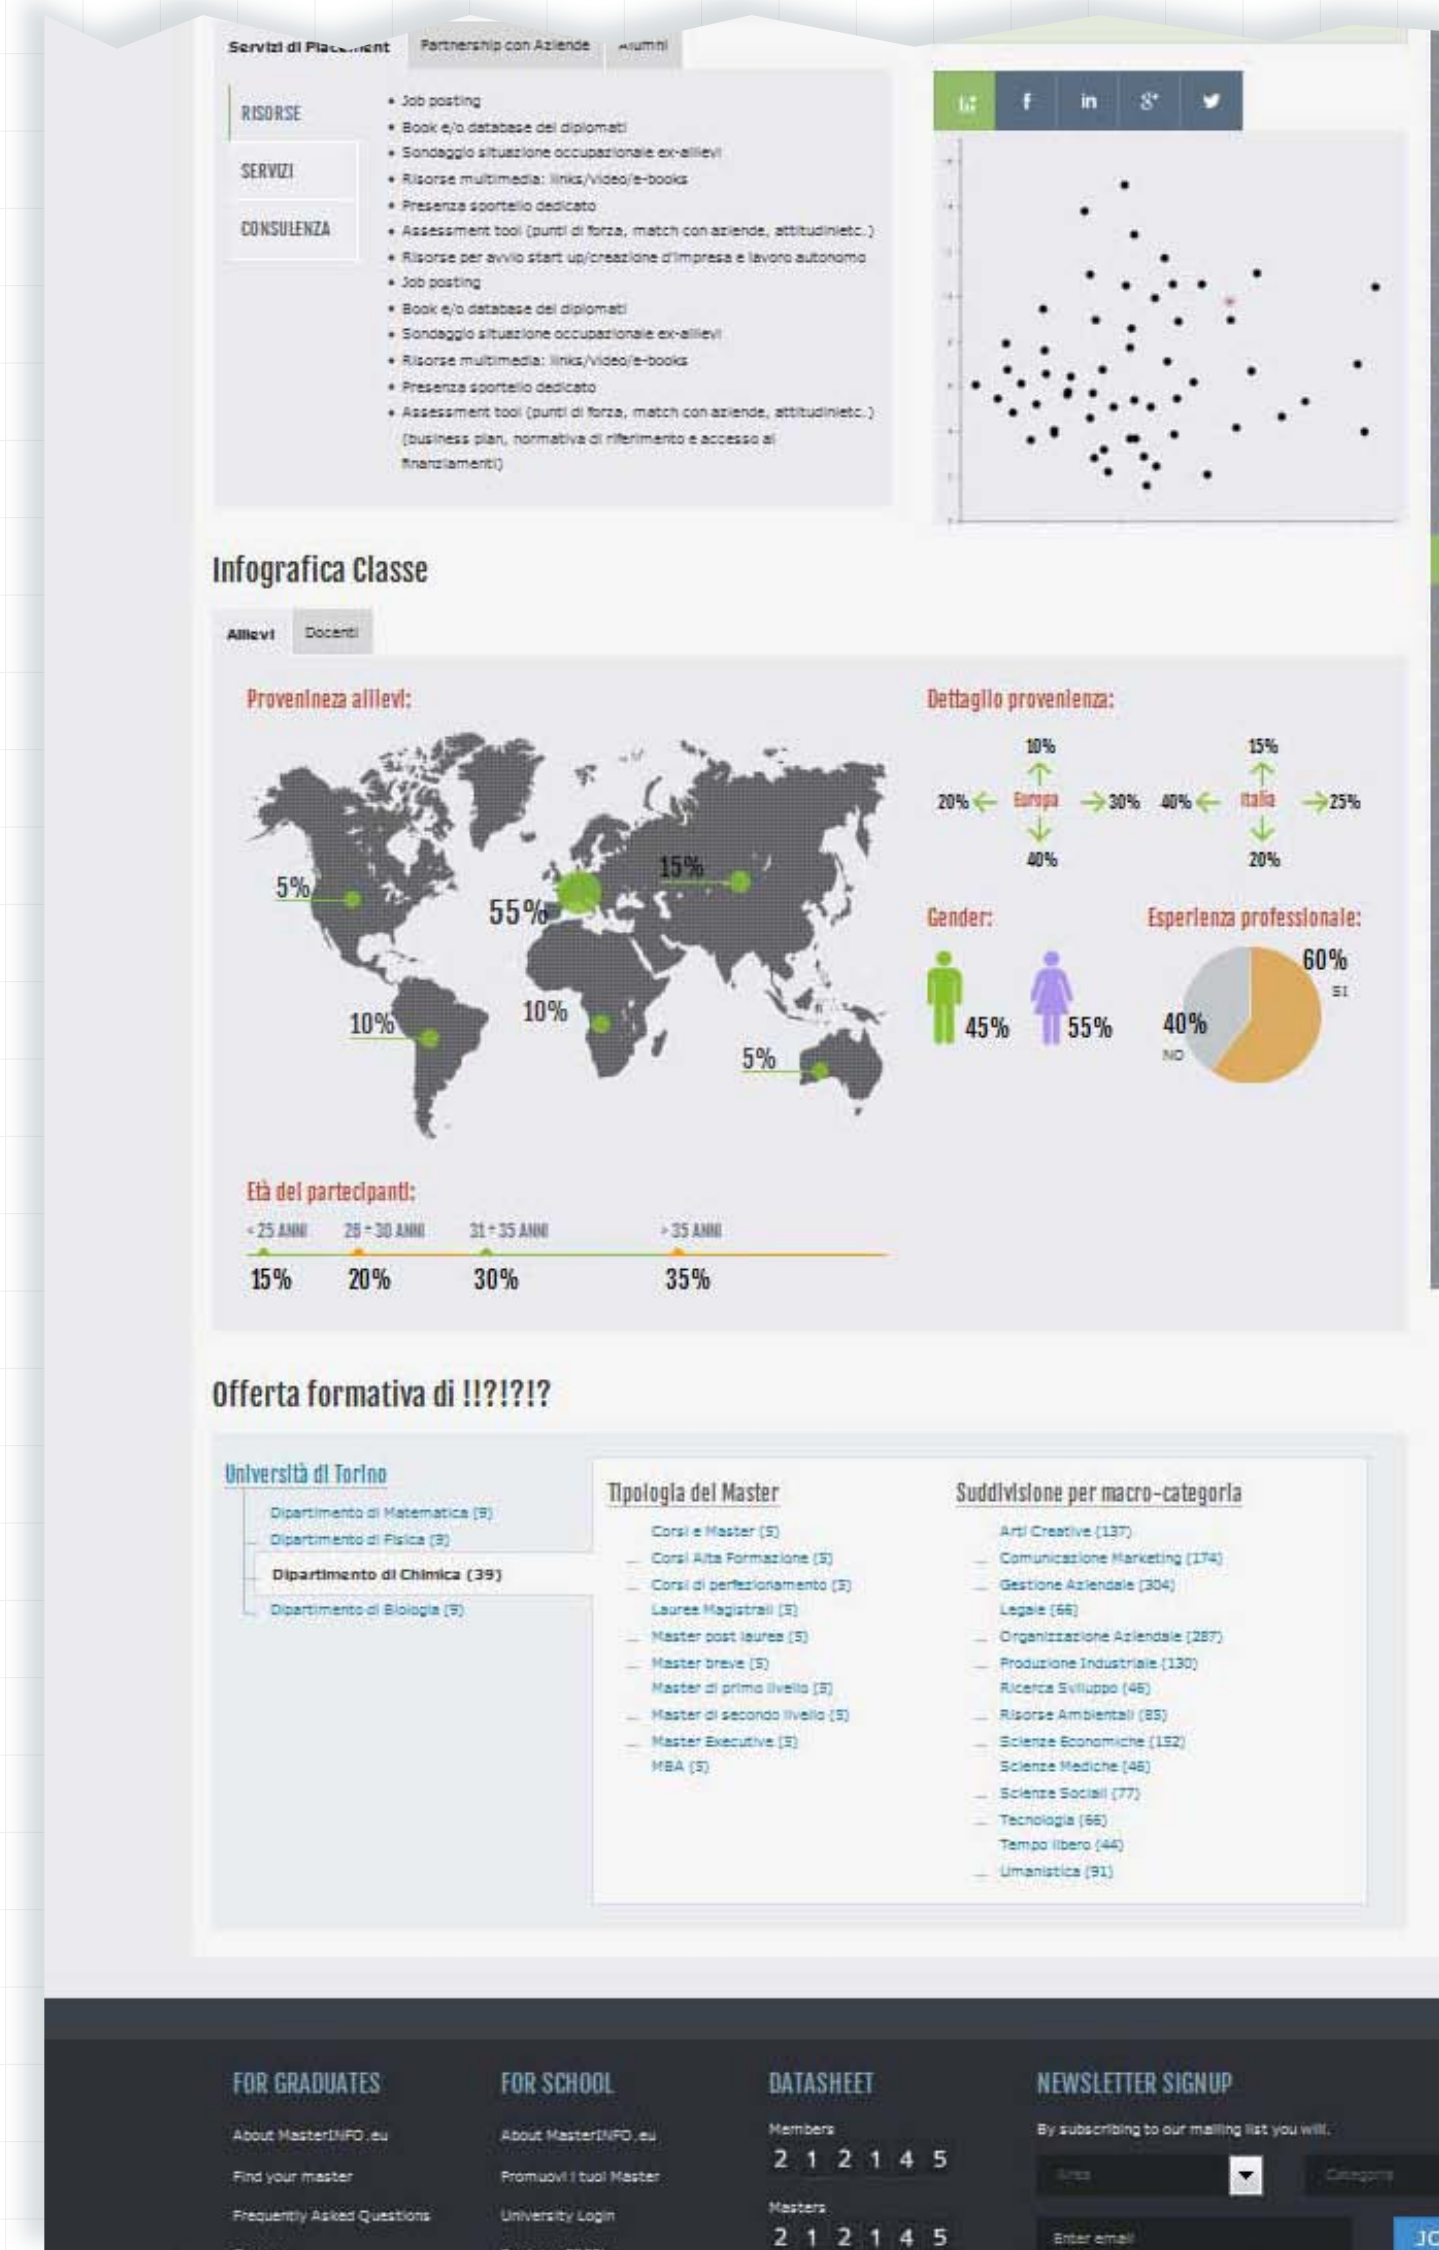 Servizi di Placement Partnership con Aziende Alumni
RISORSE
SERVIZI
CONSULENZA
• Job posting
• Book e/o database dei diplomati
• Sondaggio situazione occupazionale ex-allievi
• Risorse multimedia: links/video/e-books
• Presenza sportello dedicato
• Assessment tool (punti di forza, match con aziende, attitudinietc.)
• Risorse per avvio start up/creazione d'impresa e lavoro autonomo
• Job posting
• Book e/o database dei diplomati
• Sondaggio situazione occupazionale ex-allievi
• Risorse multimedia: links/video/e-books
• Presenza sportello dedicato
• Assessment tool (punti di forza, match con aziende, attitudinietc.)
(business plan, normativa di riferimento e accesso ai
finanziamenti)
Infografica Classe
Allievi Docenti
Provenineza allievi:
5%
55%
15%
10%
10%
5%
Dettaglio provenienza:
10% 15%
20% Europa 30% 40% Italia 25%
40% 20%
Gender:
45% 55%
Esperienza professionale:
60%
SI
40%
NO
Età dei partecipanti:
< 25 ANNI 26 - 30 ANNI 31 - 35 ANNI > 35 ANNI
15% 20% 30% 35%
Offerta formativa di !!?!?!?
Università di Torino
Dipartimento di Matematica (9)
Dipartimento di Fisica (9)
Dipartimento di Chimica (39)
Dipartimento di Biologia (9)
Tipologia del Master
Corsi e Master (5)
Corsi Alta Formazione (5)
Corsi di perfezionamento (5)
Lauree Magistrali (5)
Master post laurea (5)
Master breve (5)
Master di primo livello (5)
Master di secondo livello (5)
Master Executive (5)
MBA (5)
Suddivisione per macro-categoria
Arti Creative (137)
Comunicazione Marketing (174)
Gestione Aziendale (304)
Legale (66)
Organizzazione Aziendale (287)
Produzione Industriale (130)
Ricerca Sviluppo (46)
Risorse Ambientali (85)
Scienze Economiche (152)
Scienze Mediche (46)
Scienze Sociali (77)
Tecnologia (66)
Tempo libero (44)
Umanistica (91)
FOR GRADUATES
About MasterINFO.eu
Find your master
Frequently Asked Questions
FOR SCHOOL
About MasterINFO.eu
Promuovi i tuoi Master
University Login
DATASHEET
Members
2 1 2 1 4 5
Masters
2 1 2 1 4 5
NEWSLETTER SIGNUP
By subscribing to our mailing list you will.
Area Categoria
Enter email JO